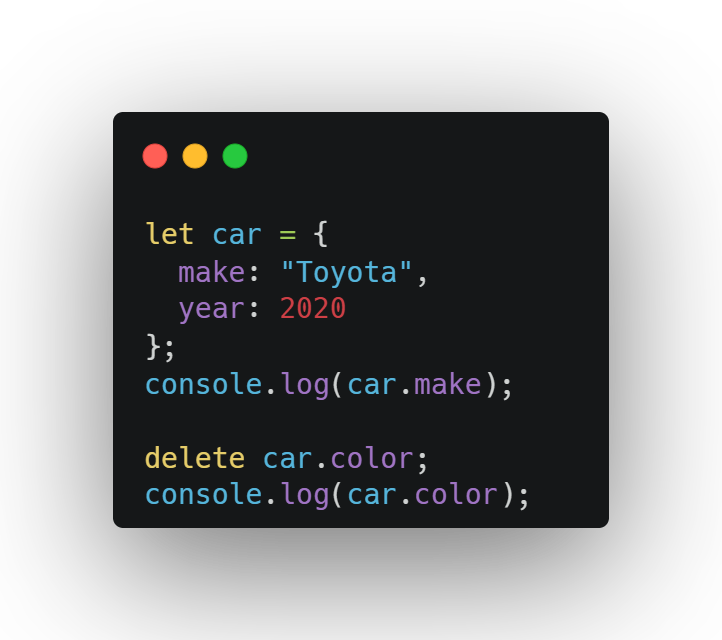 let car = {
  make: "Toyota",
  year: 2020
};
console.log(car.make);

delete car.color;
console.log(car.color);